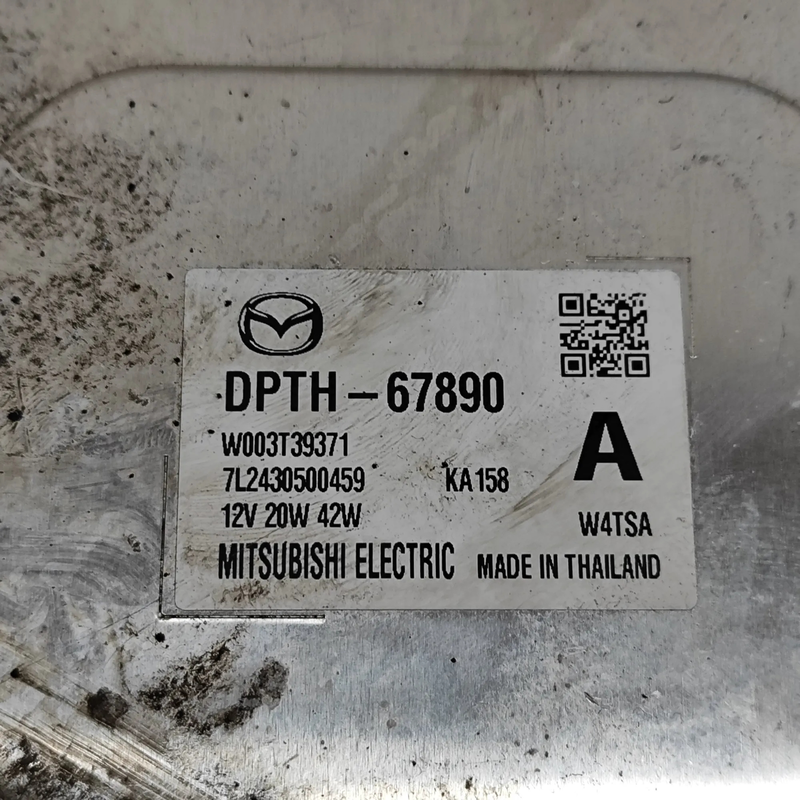 DPTH-67890
W003T39371
7L2430500459 KA158
A
12V 20W 42W
W4TSA
MITSUBISHI ELECTRIC MADE IN THAILAND